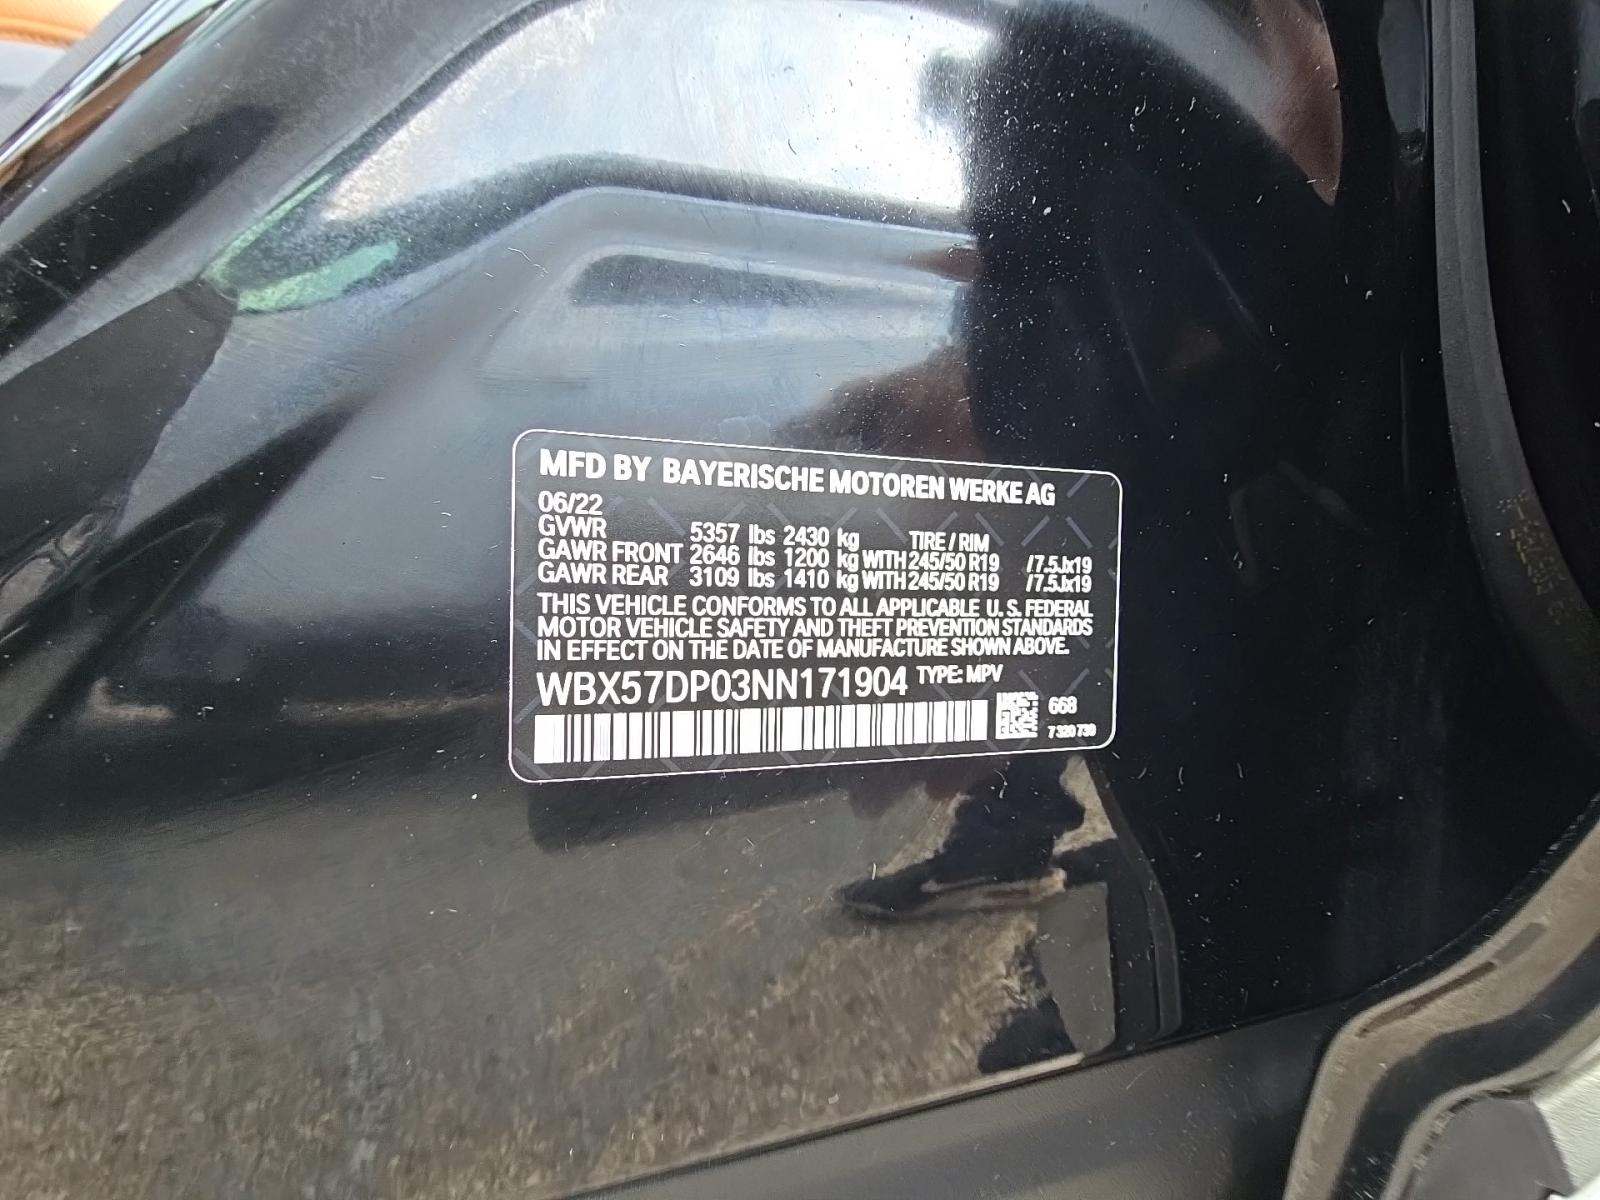 MFD BY BAYERISCHE MOTOREN WERKE AG
06/22
GVWR 5357 lbs 2430 kg TIRE / RIM
GAWR FRONT 2646 lbs 1200 kg WITH 245/50 R19 /7.5Jx19
GAWR REAR 3109 lbs 1410 kg WITH 245/50 R19 /7.5Jx19
THIS VEHICLE CONFORMS TO ALL APPLICABLE U. S. FEDERAL
MOTOR VEHICLE SAFETY AND THEFT PREVENTION STANDARDS
IN EFFECT ON THE DATE OF MANUFACTURE SHOWN ABOVE.
WBX57DP03NN171904 TYPE: MPV
668
7320730